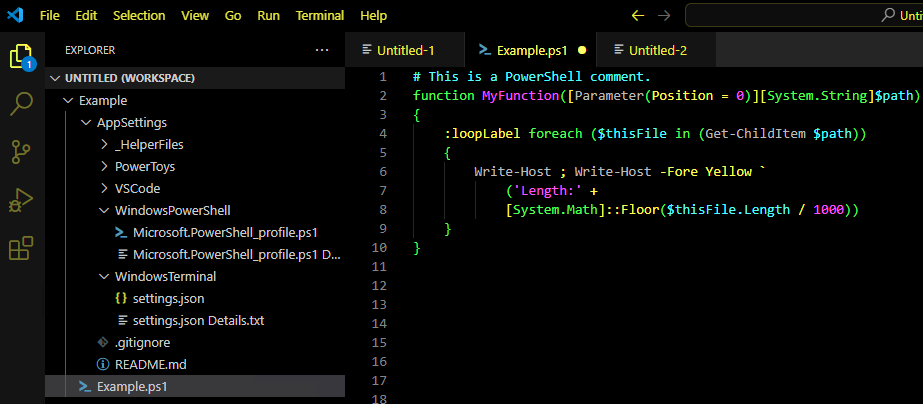 File Edit Selection View Go Run Terminal Help
Unti
1
EXPLORER ...
UNTITLED (WORKSPACE)
Example
AppSettings
_HelperFiles
PowerToys
VSCode
WindowsPowerShell
Microsoft.PowerShell_profile.ps1
Microsoft.PowerShell_profile.ps1 D...
WindowsTerminal
{} settings.json
settings.json Details.txt
.gitignore
README.md
Example.ps1
Untitled-1 Example.ps1 Untitled-2
1 # This is a PowerShell comment.
2 function MyFunction([Parameter(Position = 0)][System.String]$path)
3 {
4     :loopLabel foreach ($thisFile in (Get-ChildItem $path))
5     {
6         Write-Host ; Write-Host -Fore Yellow `
7             ('Length:' +
8             [System.Math]::Floor($thisFile.Length / 1000))
9     }
10 }
11
12
13
14
15
16
17
18